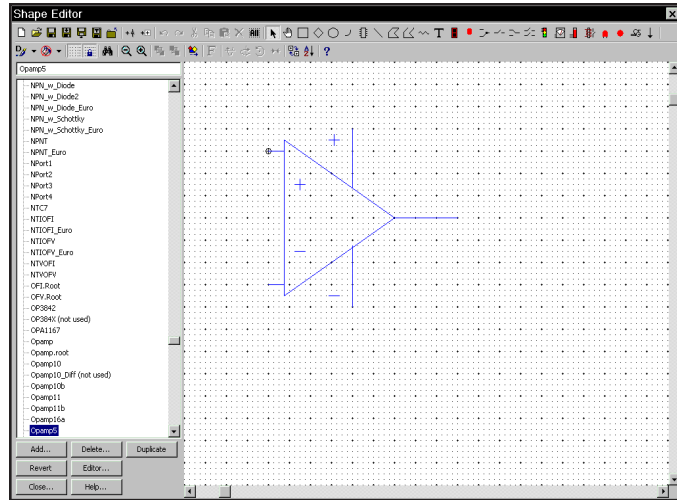 Shape Editor
T
F
?
Opamp5
NPN_w_Diode
NPN_w_Diode2
NPN_w_Diode_Euro
NPN_w_Schottky
NPN_w_Schottky_Euro
NPNT
NPNT_Euro
NPort1
NPort2
NPort3
NPort4
NTC7
NTIOFI
NTIOFI_Euro
NTIOFV
NTIOFV_Euro
NTVOFI
NTVOFV
OFI.Root
OFV.Root
OP3842
OP384X (not used)
OPA1167
Opamp
Opamp.root
Opamp10
Opamp10_Diff (not used)
Opamp10b
Opamp11
Opamp11b
Opamp16a
Opamp5
Add... Delete... Duplicate
Revert Editor...
Close... Help...
+
+
−
−